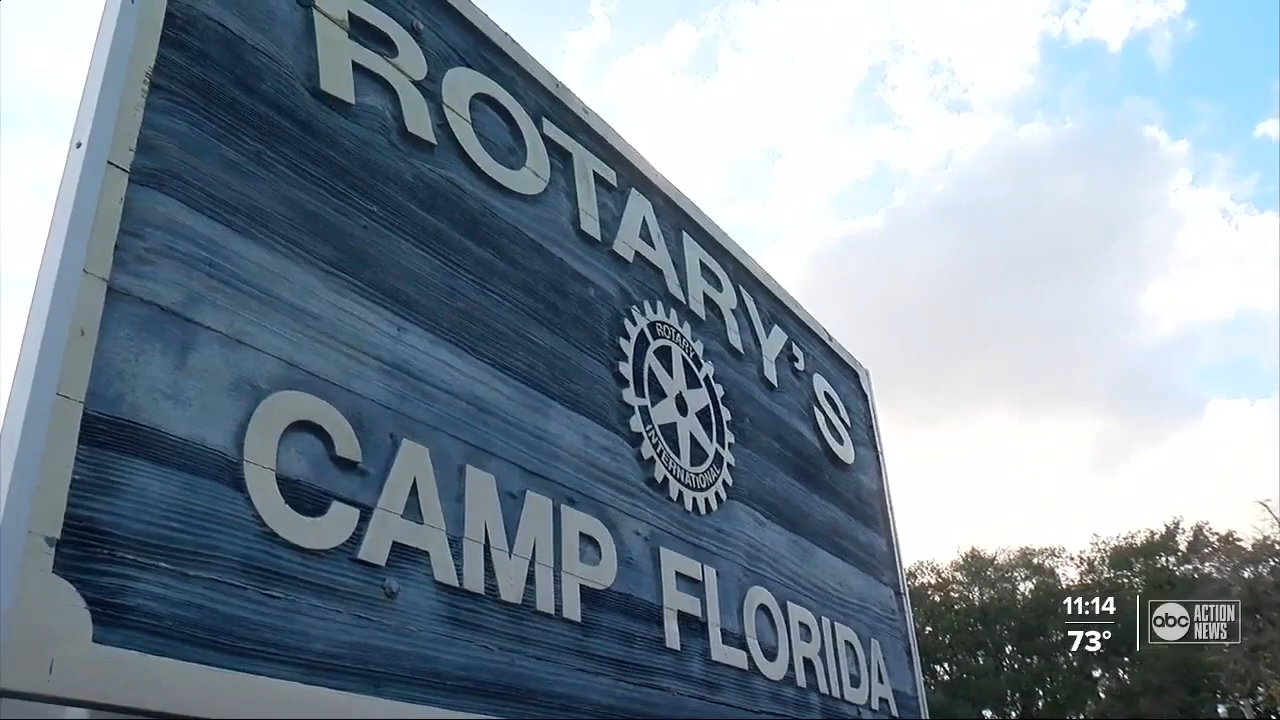 ROTARY'S
ROTARY
INTERNATIONAL
CAMP FLORIDA
11:14
73°
abc
ACTION
NEWS